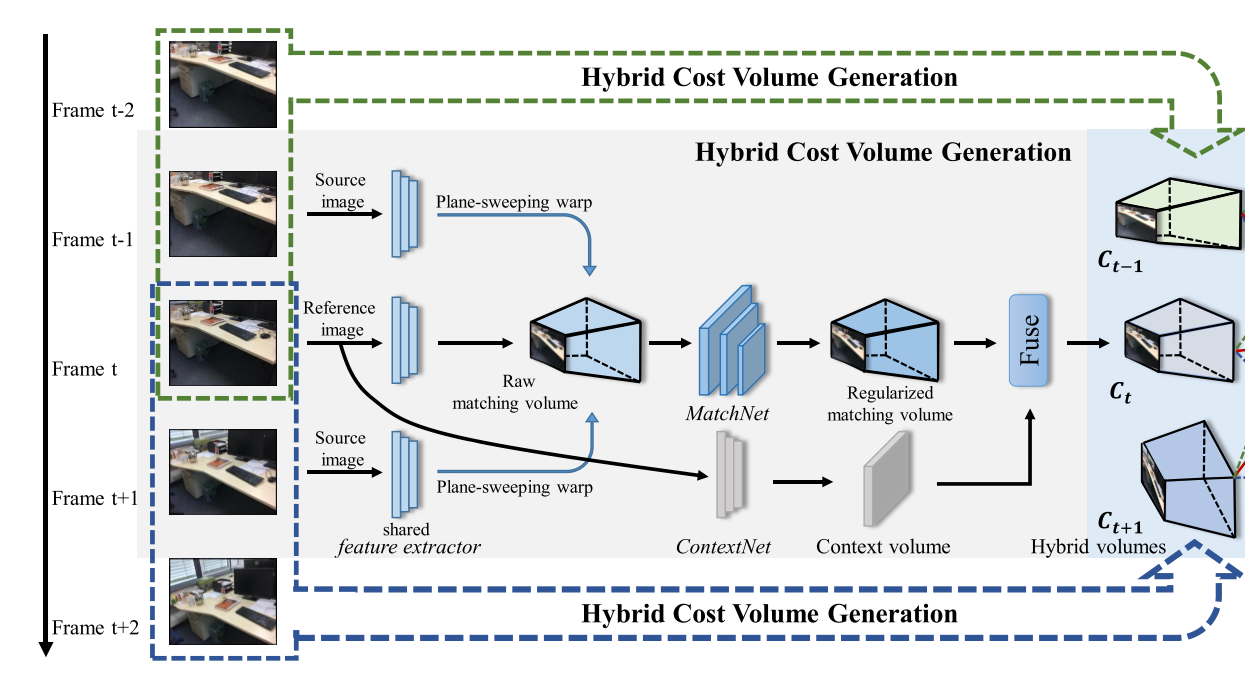 Hybrid Cost Volume Generation
Frame t-2
Hybrid Cost Volume Generation
Source
image
Plane-sweeping warp
Frame t-1
C_{t-1}
Reference
image
Fuse
Frame t
Raw
matching volume
MatchNet
Regularized
matching volume
C_t
Source
image
Plane-sweeping warp
Frame t+1
C_{t+1}
shared
feature extractor
ContextNet
Context volume
Hybrid volumes
Hybrid Cost Volume Generation
Frame t+2